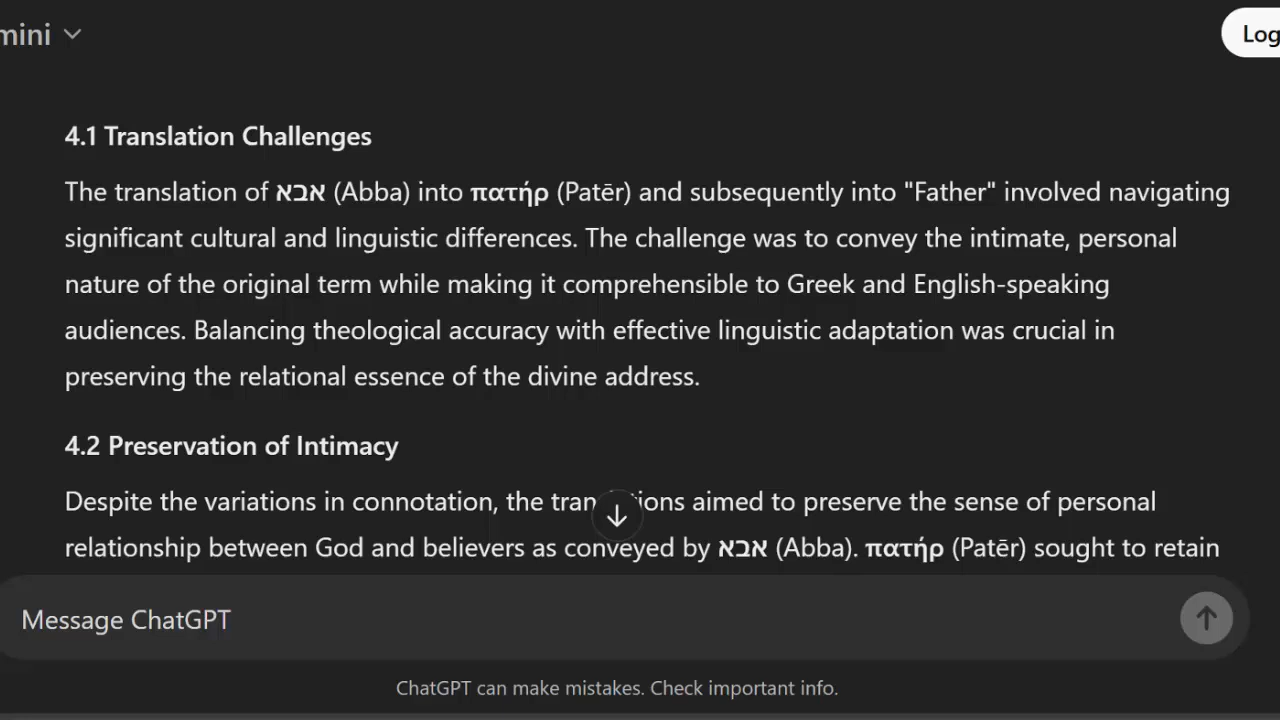 mini
Log
4.1 Translation Challenges
The translation of אבא (Abba) into πατήρ (Patēr) and subsequently into "Father" involved navigating
significant cultural and linguistic differences. The challenge was to convey the intimate, personal
nature of the original term while making it comprehensible to Greek and English-speaking
audiences. Balancing theological accuracy with effective linguistic adaptation was crucial in
preserving the relational essence of the divine address.
4.2 Preservation of Intimacy
Despite the variations in connotation, the translations aimed to preserve the sense of personal
relationship between God and believers as conveyed by אבא (Abba). πατήρ (Patēr) sought to retain
Message ChatGPT
ChatGPT can make mistakes. Check important info.